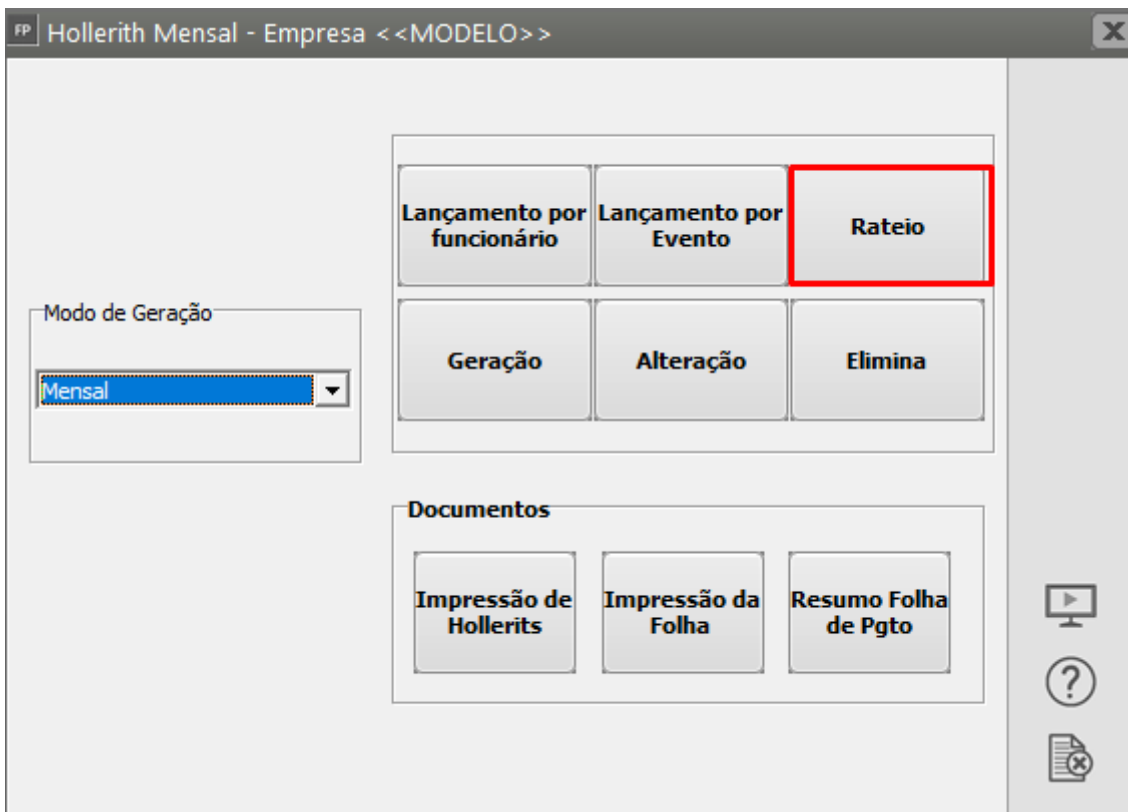 FP Hollerith Mensal - Empresa <<MODELO>>
Lançamento por
funcionário
Lançamento por
Evento
Rateio
Modo de Geração
Mensal
Geração
Alteração
Elimina
Documentos
Impressão de
Hollerits
Impressão da
Folha
Resumo Folha
de Pgto